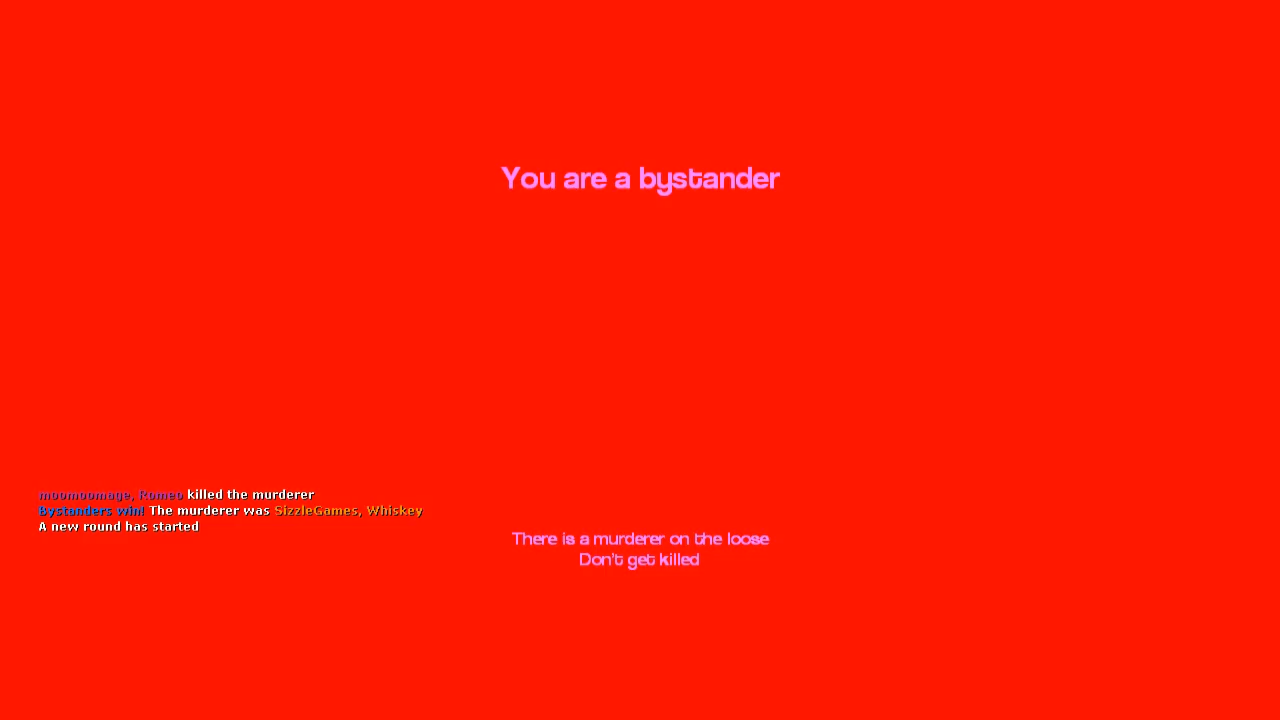 You are a bystander
moomoomage, Romeo killed the murderer
Bystanders win! The murderer was SizzleGames, Whiskey
A new round has started
There is a murderer on the loose
Don't get killed